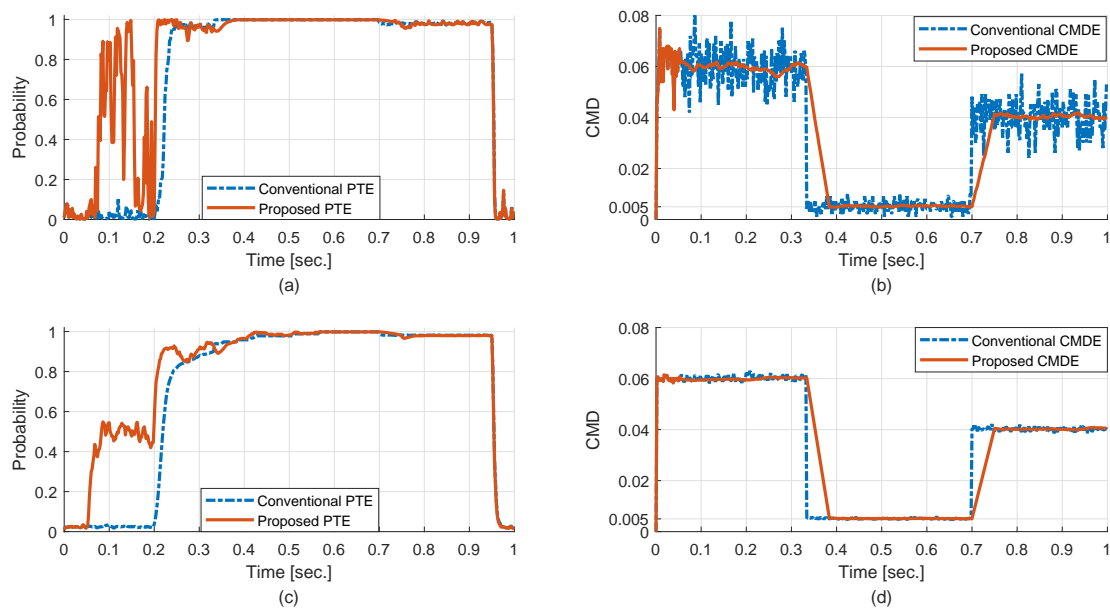 Probability
1
0.8
0.6
0.4
0.2
0
Conventional PTE
Proposed PTE
0 0.1 0.2 0.3 0.4 0.5 0.6 0.7 0.8 0.9 1
Time [sec.]
(a)
CMD
0.08
0.06
0.04
0.005
0
Conventional CMDE
Proposed CMDE
0 0.1 0.2 0.3 0.4 0.5 0.6 0.7 0.8 0.9 1
Time [sec.]
(b)
Probability
1
0.8
0.6
0.4
0.2
0
Conventional PTE
Proposed PTE
0 0.1 0.2 0.3 0.4 0.5 0.6 0.7 0.8 0.9 1
Time [sec.]
(c)
CMD
0.08
0.06
0.04
0.005
0
Conventional CMDE
Proposed CMDE
0 0.1 0.2 0.3 0.4 0.5 0.6 0.7 0.8 0.9 1
Time [sec.]
(d)